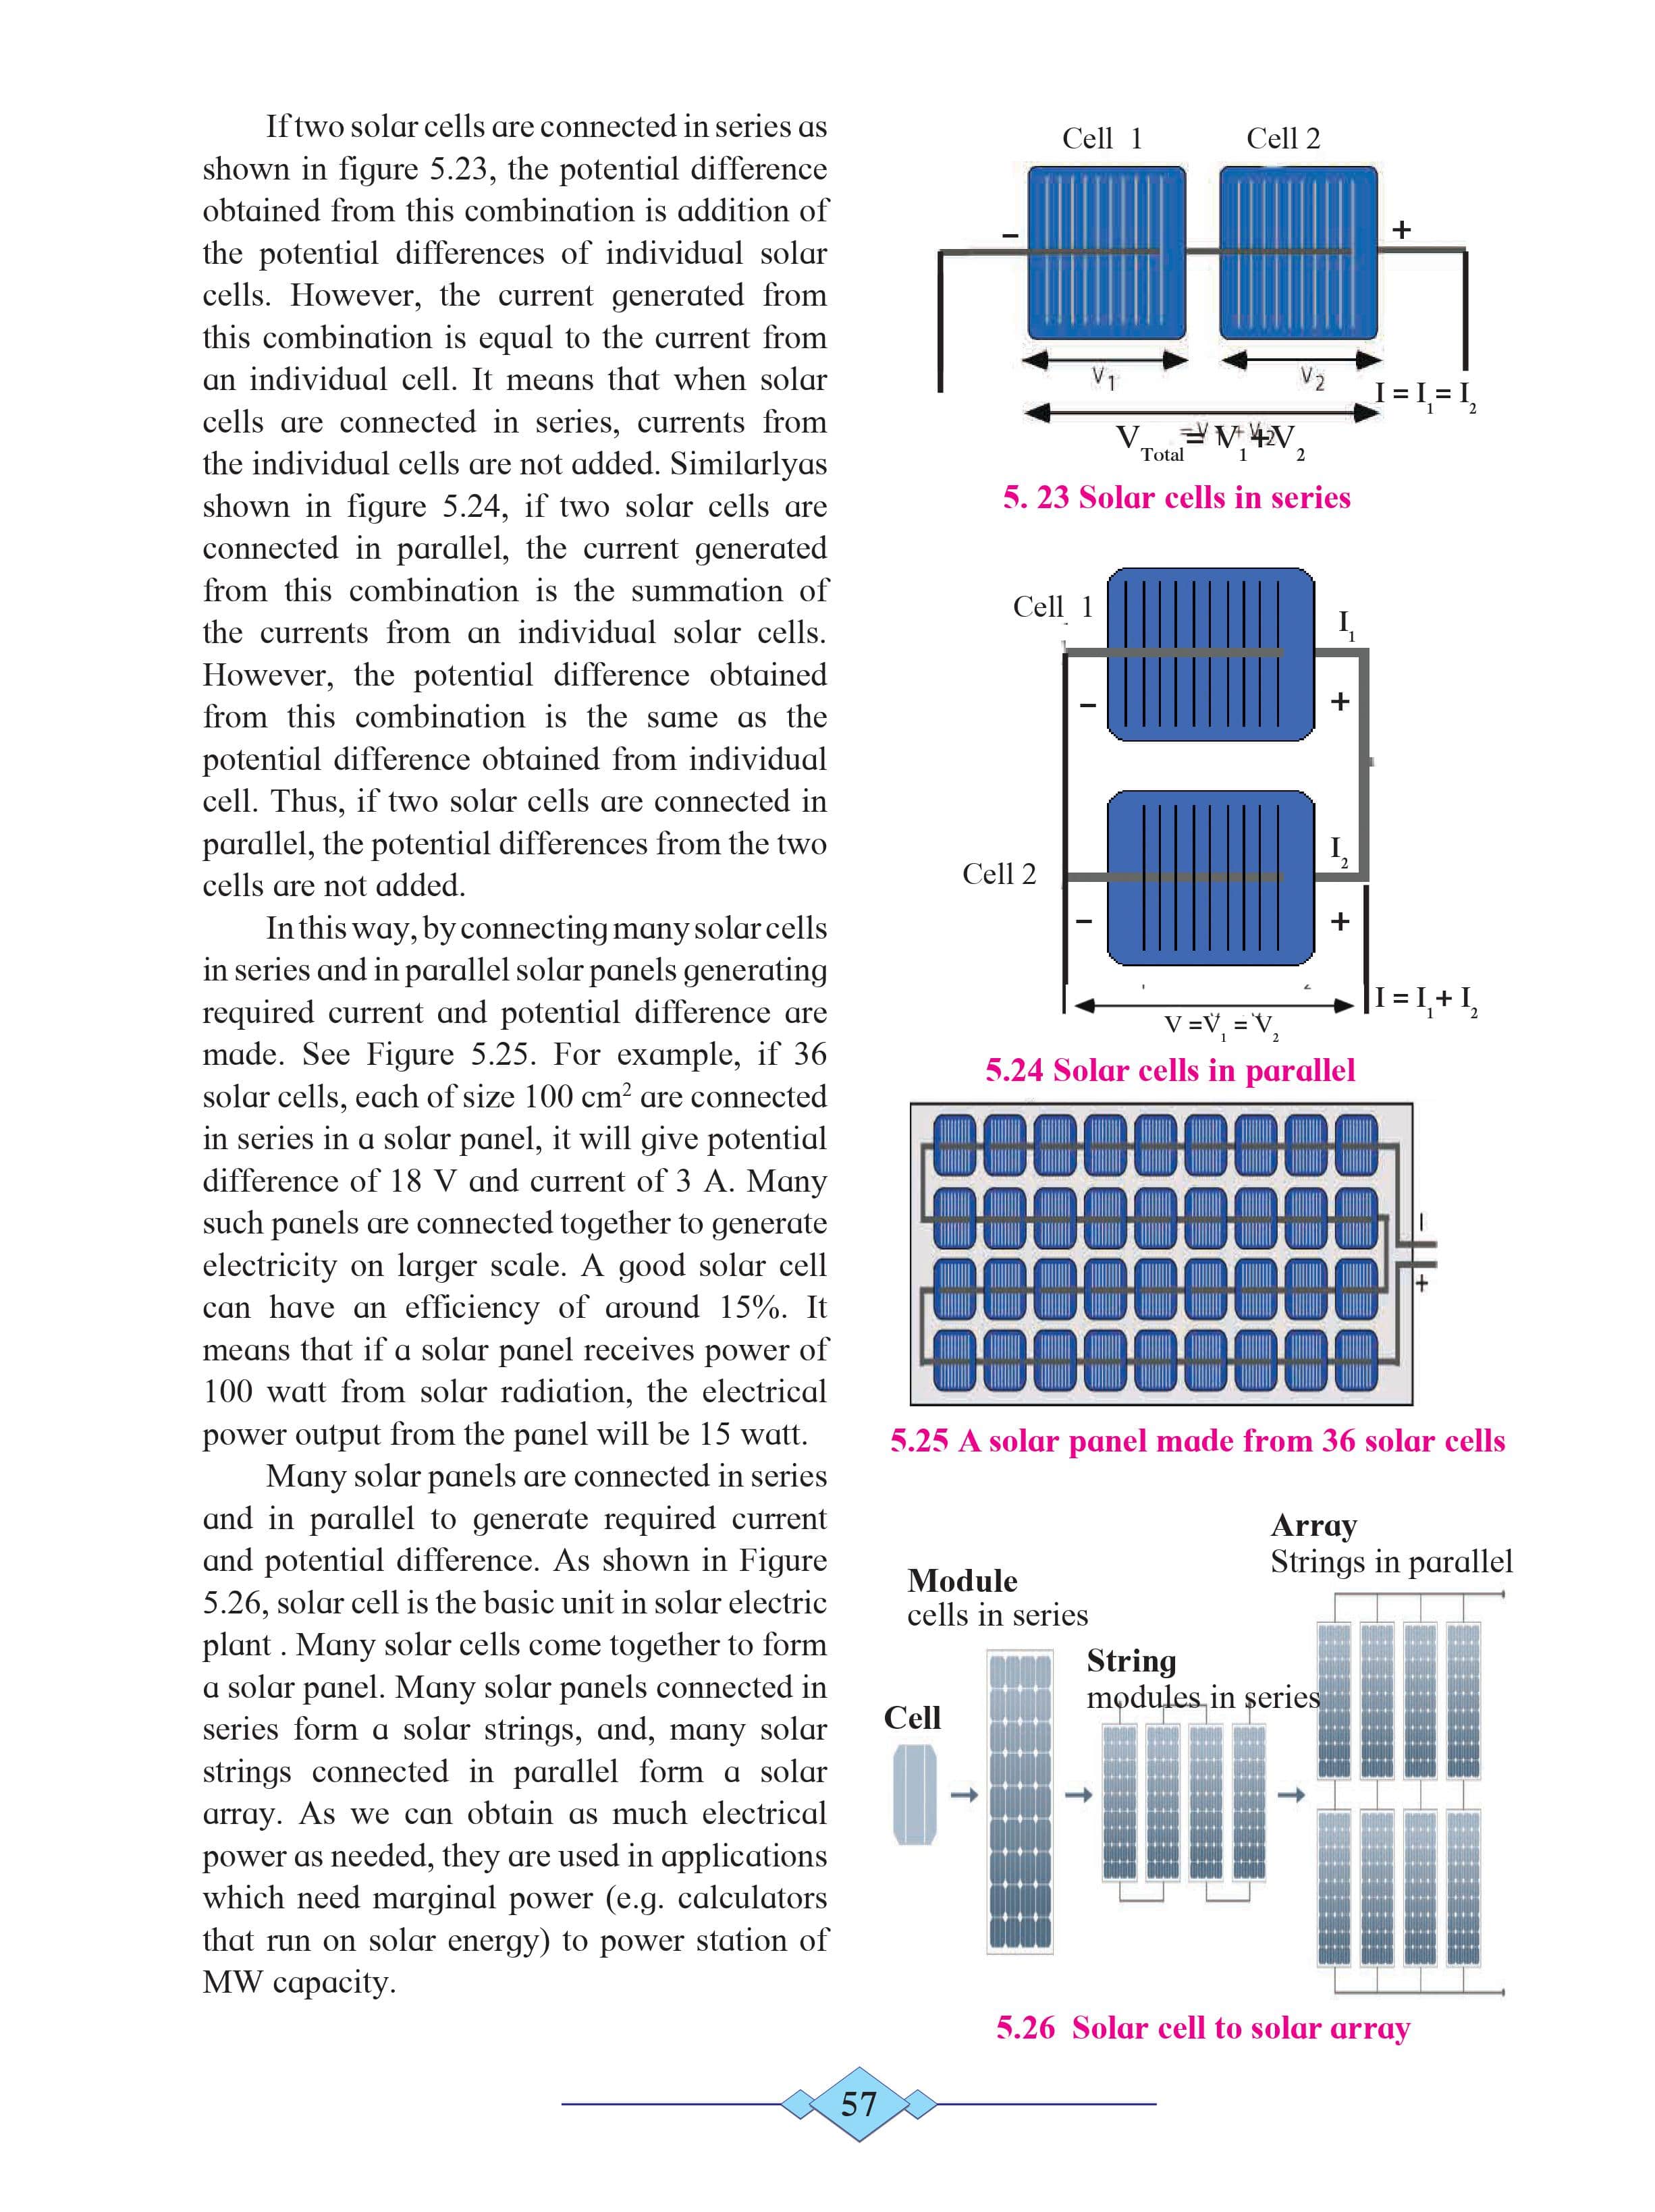 If two solar cells are connected in series as
shown in figure 5.23, the potential difference
obtained from this combination is addition of
the potential differences of individual solar
cells. However, the current generated from
this combination is equal to the current from
an individual cell. It means that when solar
cells are connected in series, currents from
the individual cells are not added. Similarlyas
shown in figure 5.24, if two solar cells are
connected in parallel, the current generated
from this combination is the summation of
the currents from an individual solar cells.
However, the potential difference obtained
from this combination is the same as the
potential difference obtained from individual
cell. Thus, if two solar cells are connected in
parallel, the potential differences from the two
cells are not added.
In this way, by connecting many solar cells
in series and in parallel solar panels generating
required current and potential difference are
made. See Figure 5.25. For example, if 36
solar cells, each of size 100 cm² are connected
in series in a solar panel, it will give potential
difference of 18 V and current of 3 A. Many
such panels are connected together to generate
electricity on larger scale. A good solar cell
can have an efficiency of around 15%. It
means that if a solar panel receives power of
100 watt from solar radiation, the electrical
power output from the panel will be 15 watt.
Many solar panels are connected in series
and in parallel to generate required current
and potential difference. As shown in Figure
5.26, solar cell is the basic unit in solar electric
plant . Many solar cells come together to form
a solar panel. Many solar panels connected in
series form a solar strings, and, many solar
strings connected in parallel form a solar
array. As we can obtain as much electrical
power as needed, they are used in applications
which need marginal power (e.g. calculators
that run on solar energy) to power station of
MW capacity.
Cell 1 Cell 2
– +
V₁ V₂
I = I₁ = I₂
V Total = V₁ + V₂
5. 23 Solar cells in series
Cell 1
I₁
– +
Cell 2
I₂
– +
I = I₁ + I₂
V = V₁ = V₂
5.24 Solar cells in parallel
–
+
5.25 A solar panel made from 36 solar cells
Array
Strings in parallel
Module
cells in series
String
modules in series
Cell
5.26 Solar cell to solar array
57